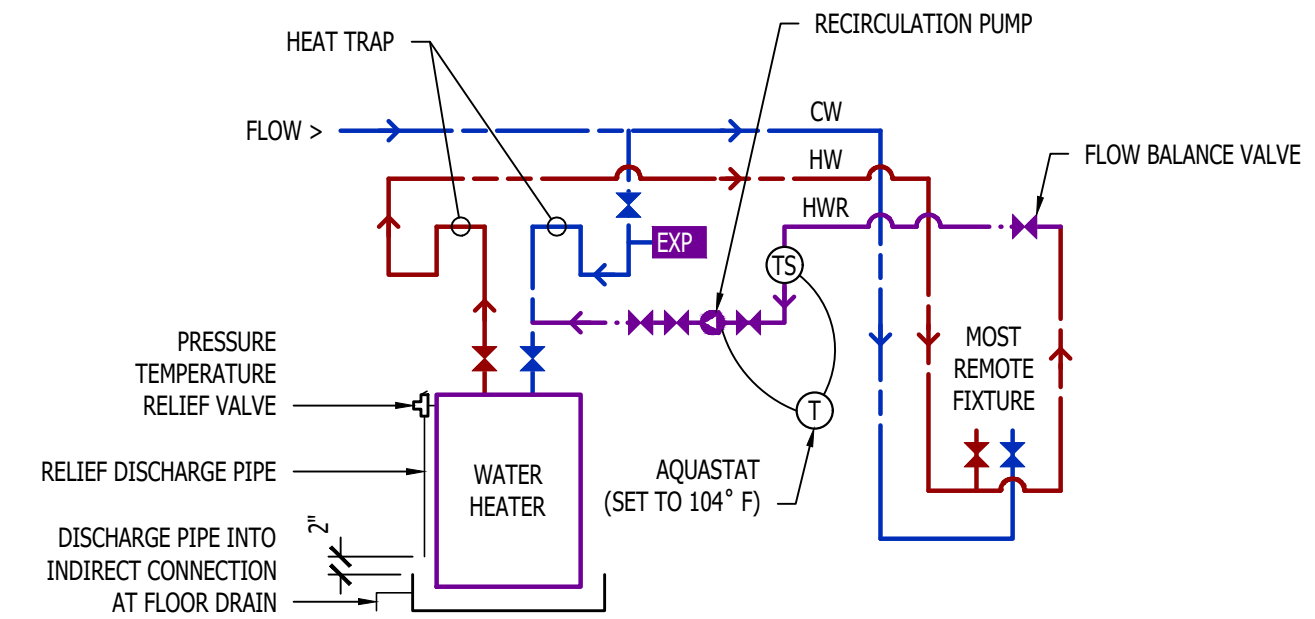 RECIRCULATION PUMP
HEAT TRAP
CW
FLOW >
HW
FLOW BALANCE VALVE
HWR
EXP
TS
PRESSURE
TEMPERATURE
RELIEF VALVE
MOST
REMOTE
FIXTURE
T
RELIEF DISCHARGE PIPE
WATER
HEATER
AQUASTAT
(SET TO 104° F)
2"
DISCHARGE PIPE INTO
INDIRECT CONNECTION
AT FLOOR DRAIN